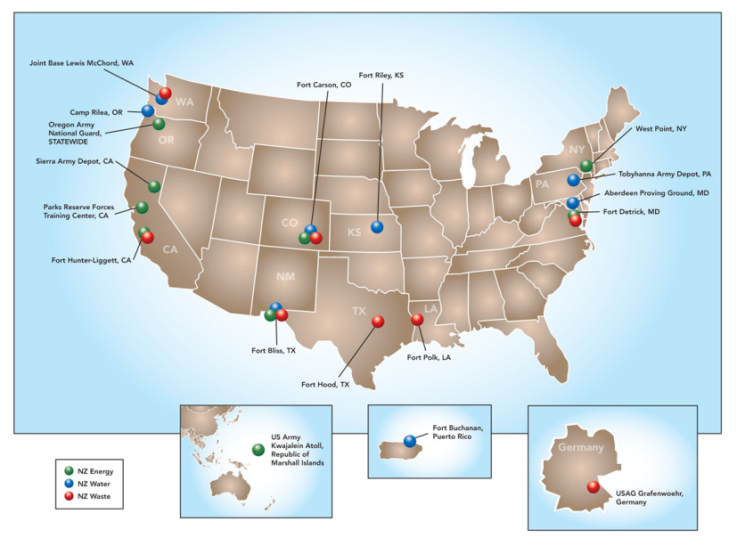 Joint Base Lewis McChord, WA
Fort Carson, CO
Fort Riley, KS
WA
Camp Rilea, OR
Oregon Army
National Guard,
STATEWIDE
OR
West Point, NY
NY
Sierra Army Depot, CA
Tobyhanna Army Depot, PA
PA
Aberdeen Proving Ground, MD
Parks Reserve Forces
Training Center, CA
Fort Detrick, MD
CO
KS
CA
Fort Hunter-Liggett, CA
NM
TX
LA
Fort Bliss, TX
Fort Polk, LA
Fort Hood, TX
US Army
Kwajalein Atoll,
Republic of
Marshall Islands
Fort Buchanan,
Puerto Rico
Germany
USAG Grafenwoehr,
Germany
NZ Energy
NZ Water
NZ Waste